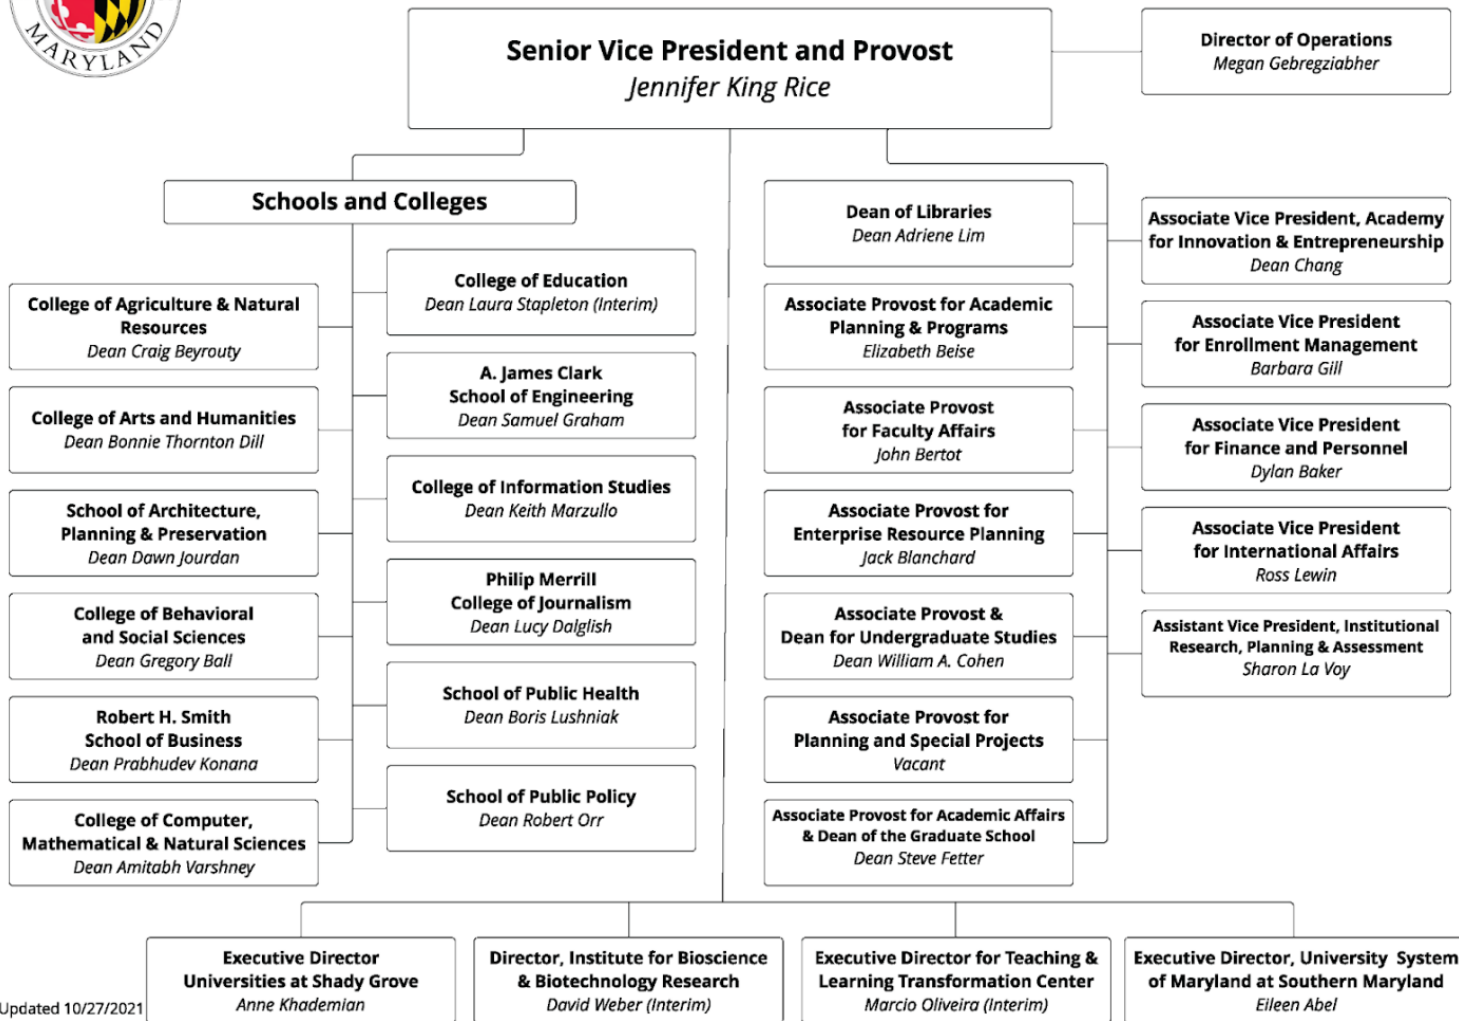 MARYLAND
Senior Vice President and Provost
Jennifer King Rice
Director of Operations
Megan Gebregziabher
Schools and Colleges
College of Agriculture & Natural
Resources
Dean Craig Beyrouty
College of Arts and Humanities
Dean Bonnie Thornton Dill
School of Architecture,
Planning & Preservation
Dean Dawn Jourdan
College of Behavioral
and Social Sciences
Dean Gregory Ball
Robert H. Smith
School of Business
Dean Prabhudev Konana
College of Computer,
Mathematical & Natural Sciences
Dean Amitabh Varshney
College of Education
Dean Laura Stapleton (Interim)
A. James Clark
School of Engineering
Dean Samuel Graham
College of Information Studies
Dean Keith Marzullo
Philip Merrill
College of Journalism
Dean Lucy Dalglish
School of Public Health
Dean Boris Lushniak
School of Public Policy
Dean Robert Orr
Dean of Libraries
Dean Adriene Lim
Associate Provost for Academic
Planning & Programs
Elizabeth Beise
Associate Provost
for Faculty Affairs
John Bertot
Associate Provost for
Enterprise Resource Planning
Jack Blanchard
Associate Provost &
Dean for Undergraduate Studies
Dean William A. Cohen
Associate Provost for
Planning and Special Projects
Vacant
Associate Provost for Academic Affairs
& Dean of the Graduate School
Dean Steve Fetter
Associate Vice President, Academy
for Innovation & Entrepreneurship
Dean Chang
Associate Vice President
for Enrollment Management
Barbara Gill
Associate Vice President
for Finance and Personnel
Dylan Baker
Associate Vice President
for International Affairs
Ross Lewin
Assistant Vice President, Institutional
Research, Planning & Assessment
Sharon La Voy
Executive Director
Universities at Shady Grove
Anne Khademian
Director, Institute for Bioscience
& Biotechnology Research
David Weber (Interim)
Executive Director for Teaching &
Learning Transformation Center
Marcio Oliveira (Interim)
Executive Director, University System
of Maryland at Southern Maryland
Eileen Abel
Updated 10/27/2021